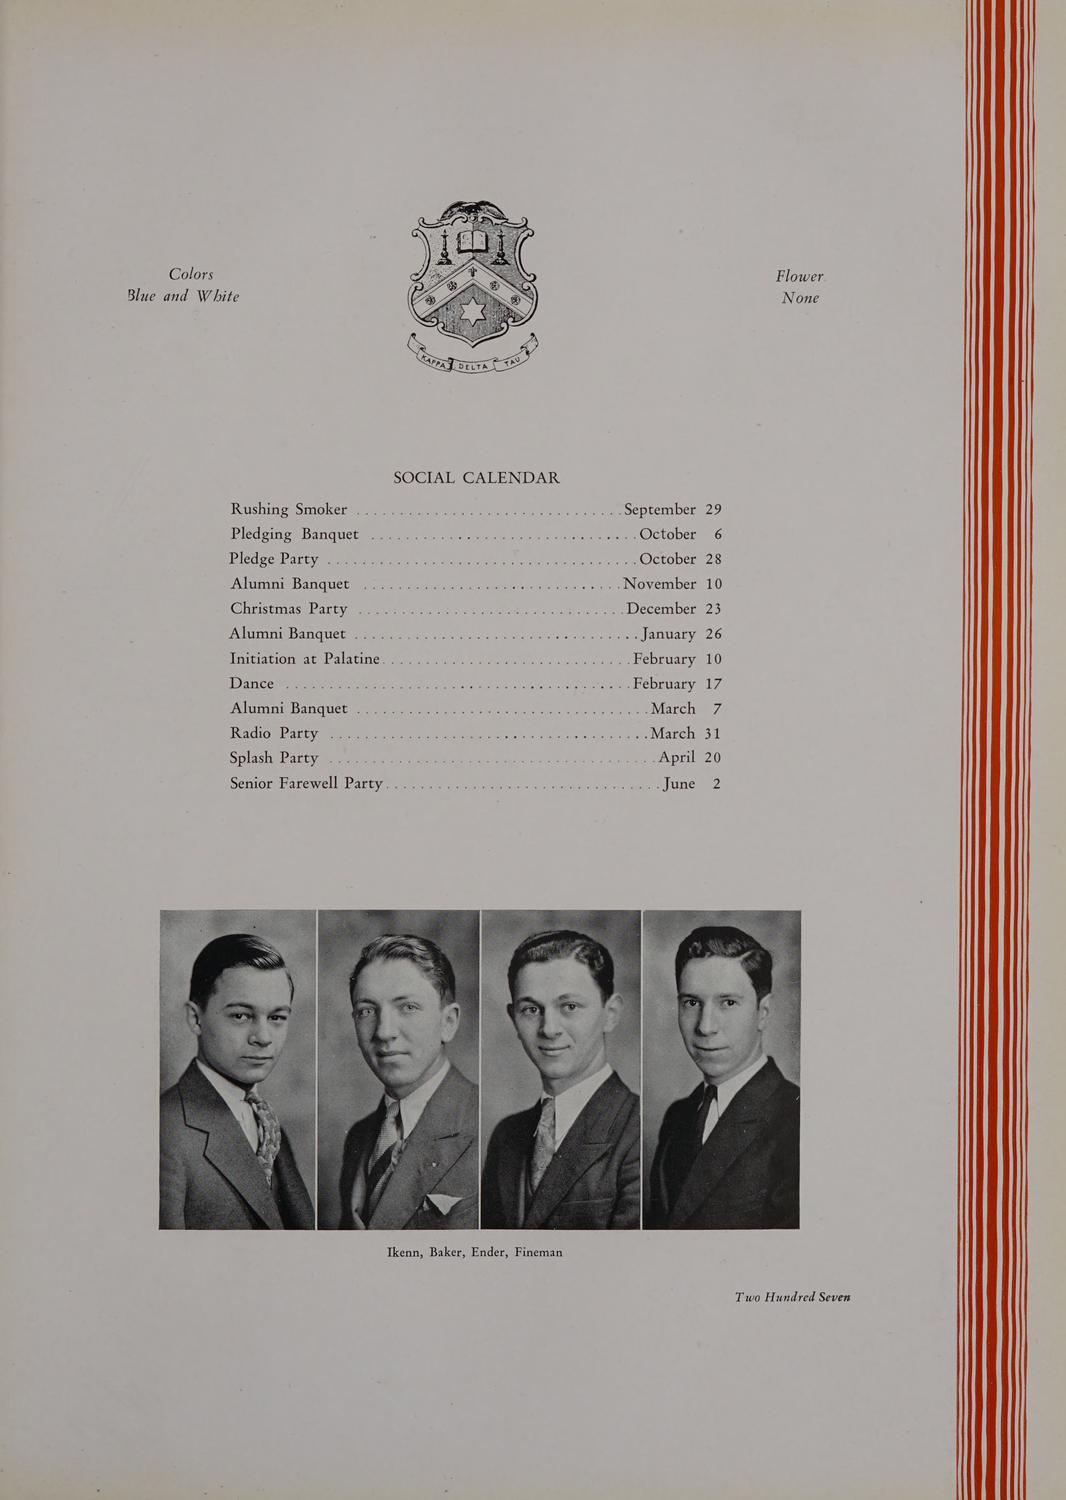 Colors
Blue and White
Flower
None
KAPPA DELTA TAU
SOCIAL CALENDAR
Rushing Smoker ............................... September 29
Pledging Banquet ............................... October 6
Pledge Party .................................... October 28
Alumni Banquet .............................. November 10
Christmas Party ............................... December 23
Alumni Banquet ................................. January 26
Initiation at Palatine ............................. February 10
Dance ........................................ February 17
Alumni Banquet .................................. March 7
Radio Party ..................................... March 31
Splash Party ...................................... April 20
Senior Farewell Party ................................ June 2
Ikenn, Baker, Ender, Fineman
Two Hundred Seven